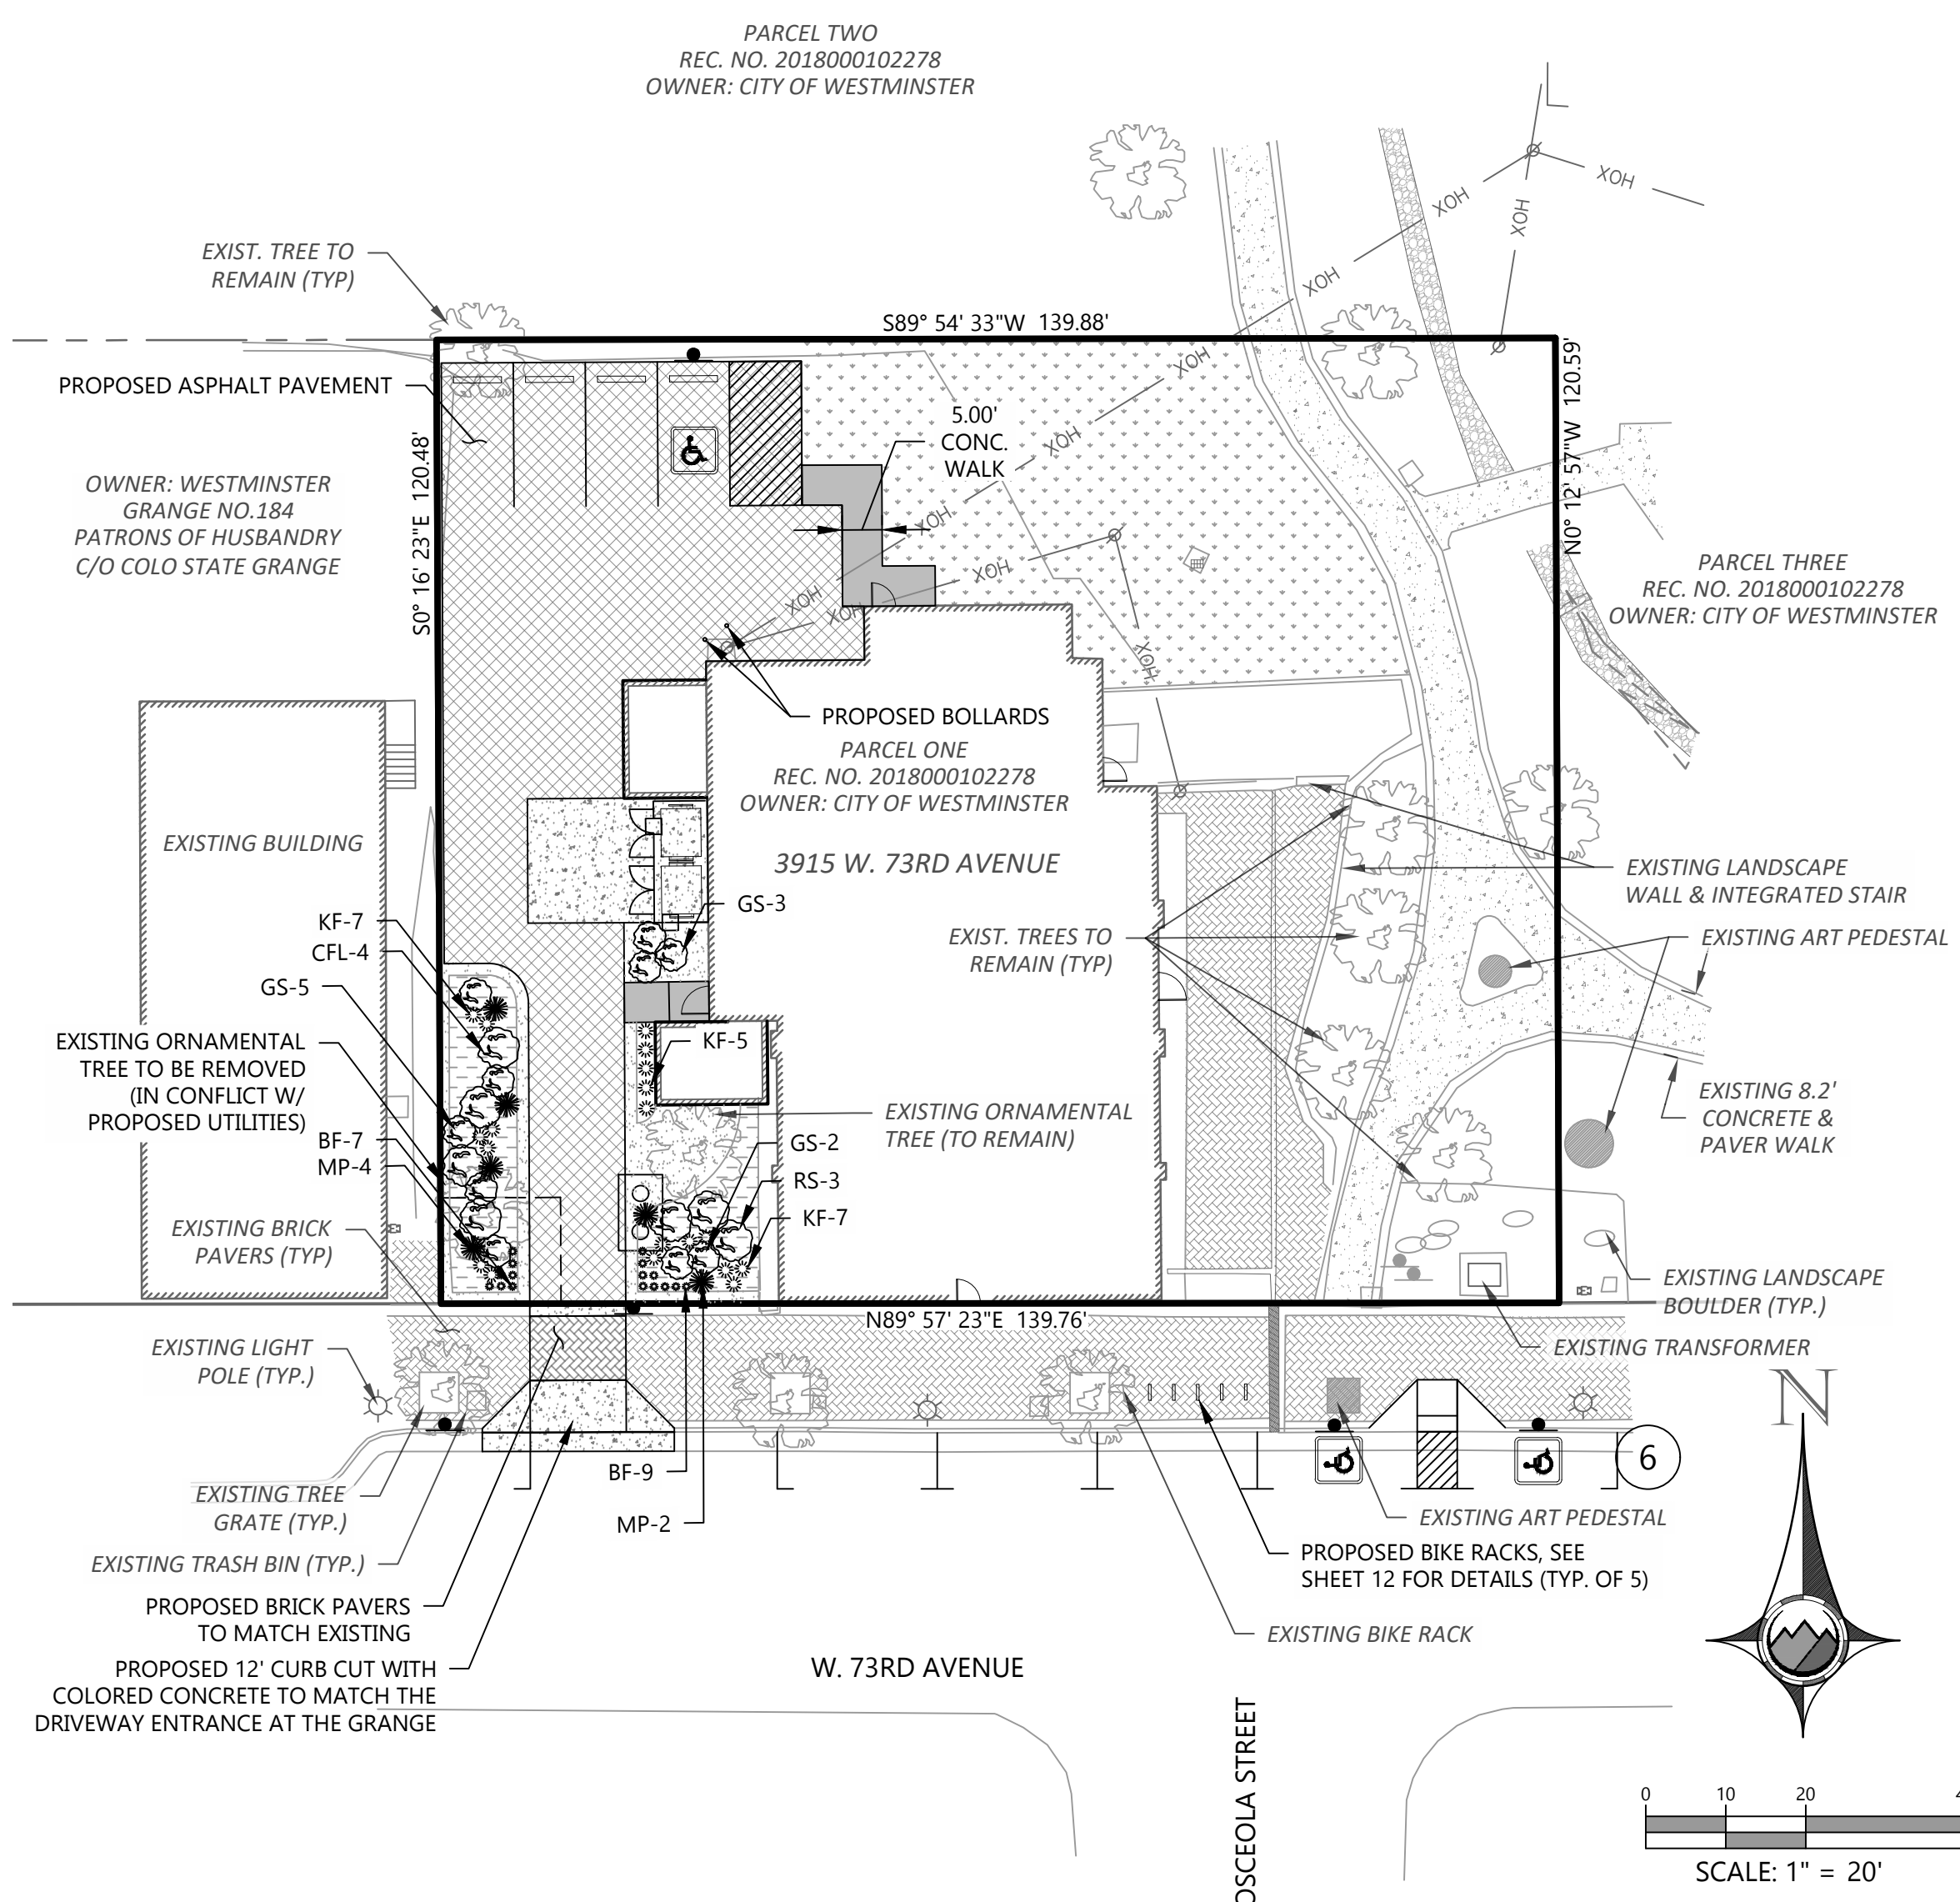 PARCEL TWO
REC. NO. 2018000102278
OWNER: CITY OF WESTMINSTER
XOH
XOH
XOH
XOH
EXIST. TREE TO
REMAIN (TYP)
S89° 54' 33"W 139.88'
PROPOSED ASPHALT PAVEMENT
S0° 16' 23"E 120.48'
N0° 12' 57"W 120.59'
XOH
5.00'
CONC.
WALK
XOH
XOH
XOH
XOH
XOH
XOH
OWNER: WESTMINSTER
GRANGE NO.184
PATRONS OF HUSBANDRY
C/O COLO STATE GRANGE
PARCEL THREE
REC. NO. 2018000102278
OWNER: CITY OF WESTMINSTER
PROPOSED BOLLARDS
PARCEL ONE
REC. NO. 2018000102278
OWNER: CITY OF WESTMINSTER
3915 W. 73RD AVENUE
EXISTING BUILDING
GS-3
EXISTING LANDSCAPE
WALL & INTEGRATED STAIR
KF-7
CFL-4
GS-5
EXIST. TREES TO
REMAIN (TYP)
EXISTING ART PEDESTAL
EXISTING ORNAMENTAL
TREE TO BE REMOVED
(IN CONFLICT W/
PROPOSED UTILITIES)
KF-5
BF-7
MP-4
EXISTING ORNAMENTAL
TREE (TO REMAIN)
EXISTING 8.2'
CONCRETE &
PAVER WALK
GS-2
RS-3
KF-7
EXISTING BRICK
PAVERS (TYP)
EXISTING LANDSCAPE
BOULDER (TYP.)
N89° 57' 23"E 139.76'
EXISTING LIGHT
POLE (TYP.)
EXISTING TRANSFORMER
N
6
BF-9
MP-2
EXISTING TREE
GRATE (TYP.)
EXISTING TRASH BIN (TYP.)
EXISTING ART PEDESTAL
PROPOSED BIKE RACKS, SEE
SHEET 12 FOR DETAILS (TYP. OF 5)
PROPOSED BRICK PAVERS
TO MATCH EXISTING
EXISTING BIKE RACK
PROPOSED 12' CURB CUT WITH
COLORED CONCRETE TO MATCH THE
DRIVEWAY ENTRANCE AT THE GRANGE
W. 73RD AVENUE
OSCEOLA STREET
0 10 20
SCALE: 1" = 20'